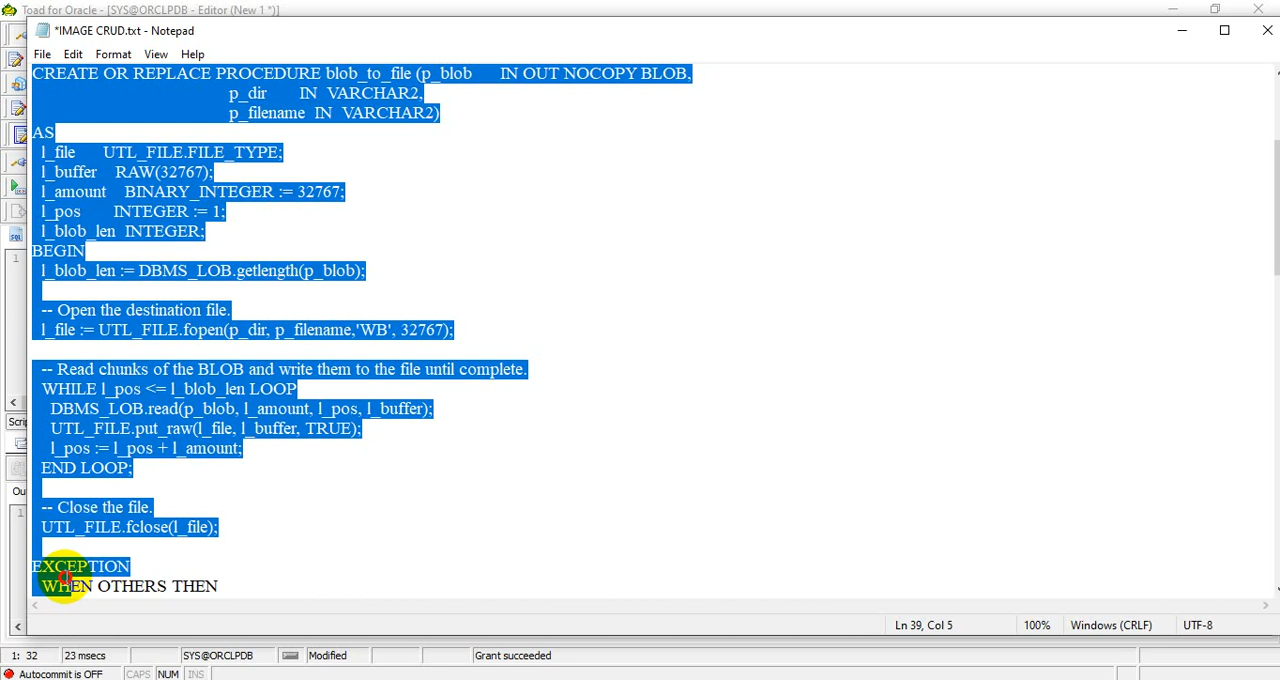 Toad for Oracle - [SYS@ORCLPDB - Editor (New 1 *)]
*IMAGE CRUD.txt - Notepad
File Edit Format View Help
CREATE OR REPLACE PROCEDURE blob_to_file (p_blob IN OUT NOCOPY BLOB,
p_dir IN VARCHAR2,
p_filename IN VARCHAR2)
AS
l_file UTL_FILE.FILE_TYPE;
l_buffer RAW(32767);
l_amount BINARY_INTEGER := 32767;
l_pos INTEGER := 1;
l_blob_len INTEGER;
BEGIN
l_blob_len := DBMS_LOB.getlength(p_blob);
-- Open the destination file.
l_file := UTL_FILE.fopen(p_dir, p_filename,'WB', 32767);
-- Read chunks of the BLOB and write them to the file until complete.
WHILE l_pos <= l_blob_len LOOP
DBMS_LOB.read(p_blob, l_amount, l_pos, l_buffer);
UTL_FILE.put_raw(l_file, l_buffer, TRUE);
l_pos := l_pos + l_amount;
END LOOP;
-- Close the file.
UTL_FILE.fclose(l_file);
EXCEPTION
WHEN OTHERS THEN
Ln 39, Col 5 100% Windows (CRLF) UTF-8
1: 32 23 msecs SYS@ORCLPDB Modified Grant succeeded
Autocommit is OFF CAPS NUM INS
SQL
1
Scri
Ou
1